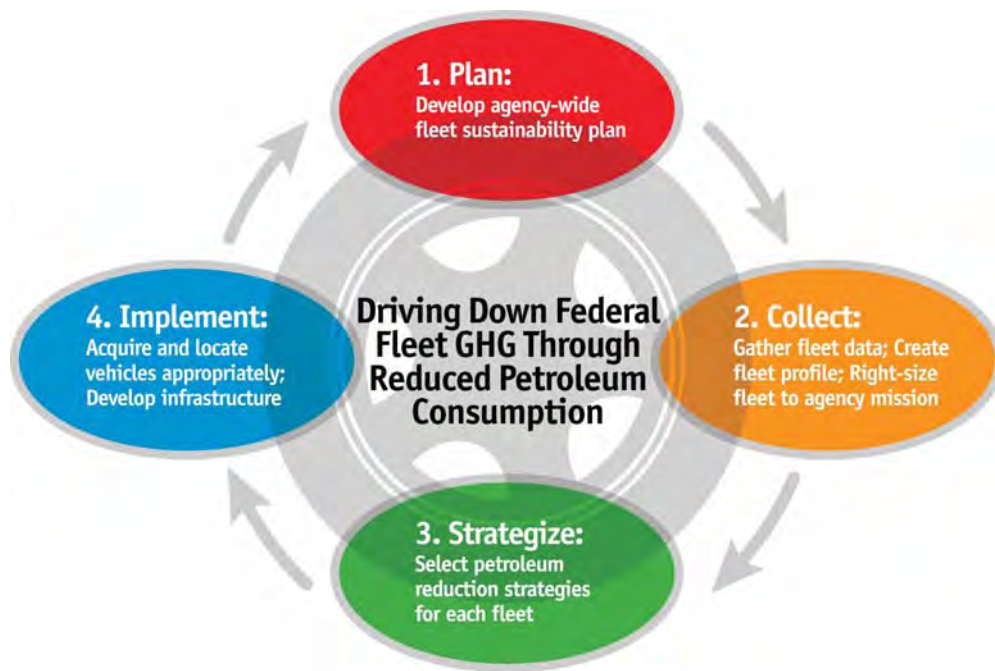 1. Plan:
Develop agency-wide
fleet sustainability plan
4. Implement:
Acquire and locate
vehicles appropriately;
Develop infrastructure
Driving Down Federal
Fleet GHG Through
Reduced Petroleum
Consumption
2. Collect:
Gather fleet data; Create
fleet profile; Right-size
fleet to agency mission
3. Strategize:
Select petroleum
reduction strategies
for each fleet